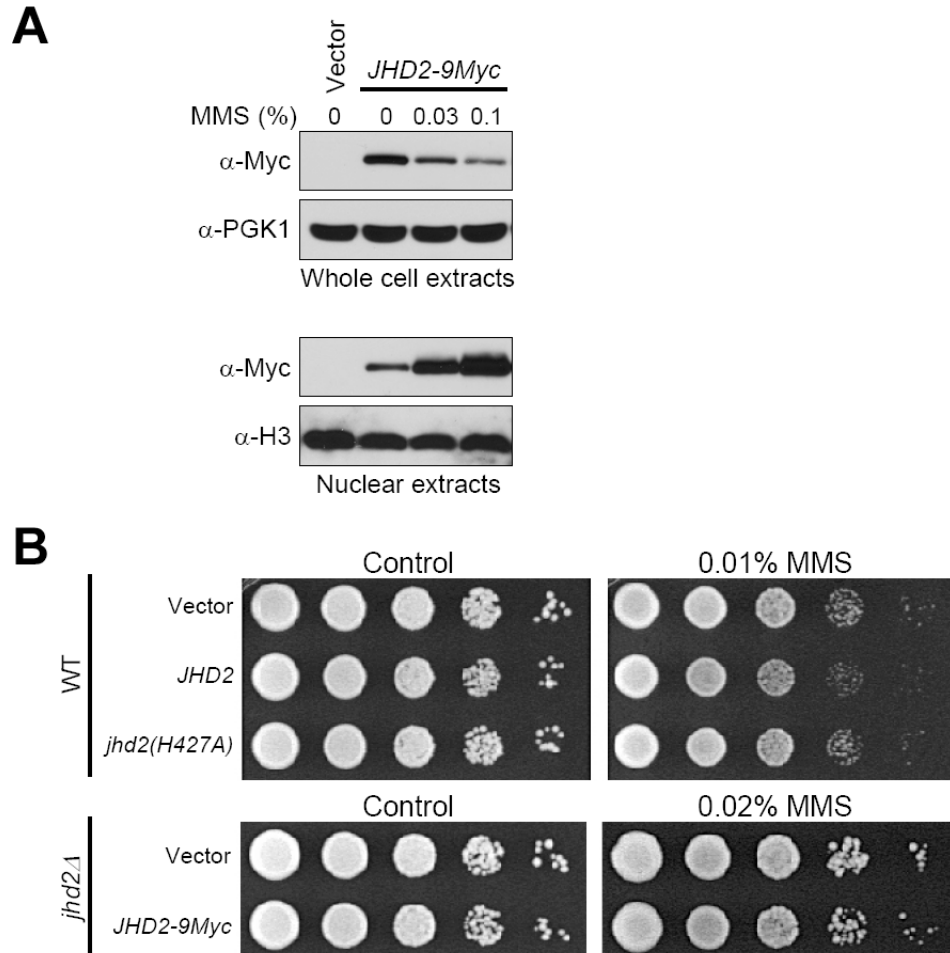 A
Vector
JHD2-9Myc
MMS (%) 0 0 0.03 0.1
α-Myc
α-PGK1
Whole cell extracts
α-Myc
α-H3
Nuclear extracts
B
Control 0.01% MMS
WT
Vector
JHD2
jhd2(H427A)
Control 0.02% MMS
jhd2Δ
Vector
JHD2-9Myc